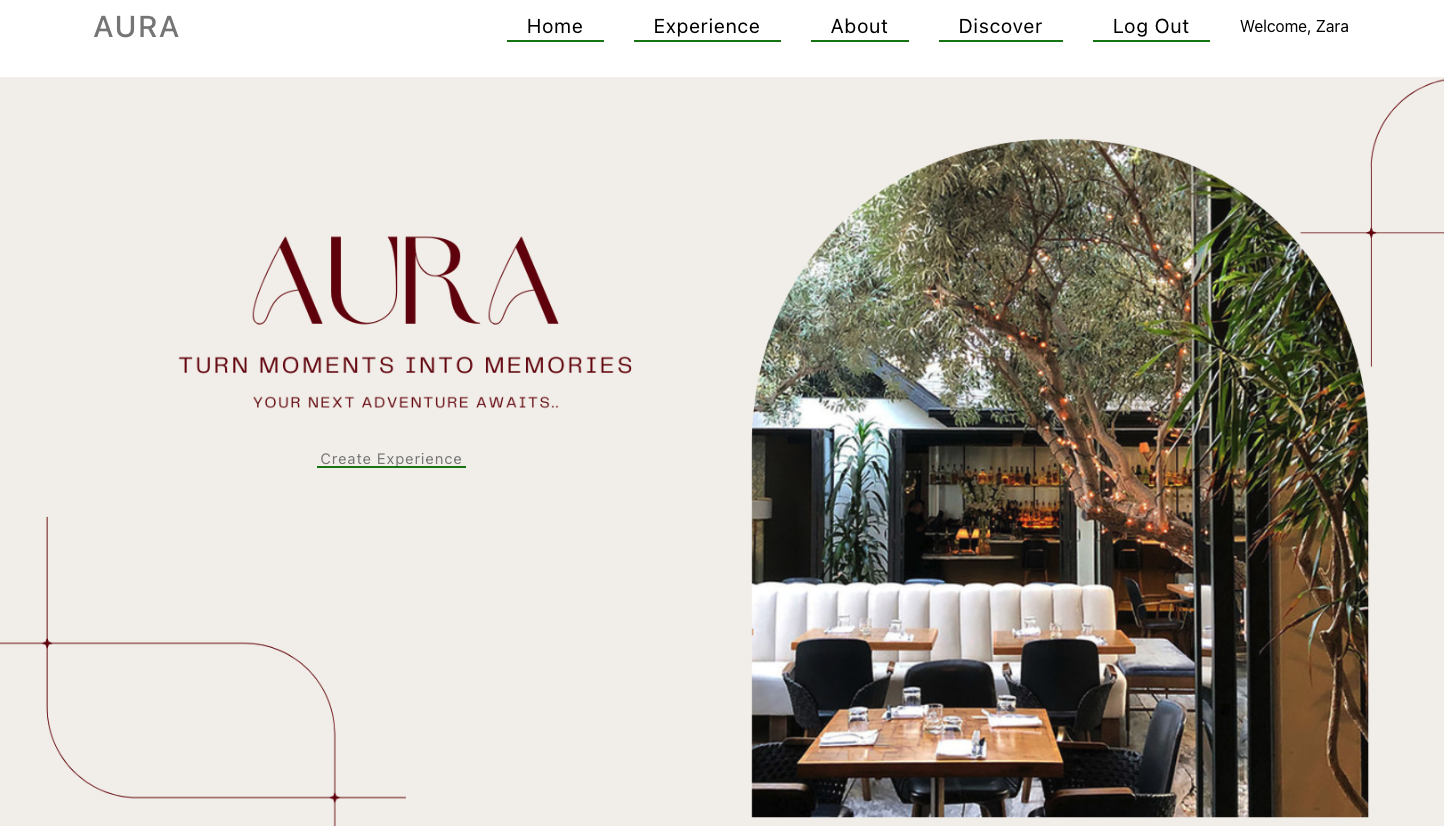 AURA
Home Experience About Discover Log Out Welcome, Zara
AURA
TURN MOMENTS INTO MEMORIES
YOUR NEXT ADVENTURE AWAITS..
Create Experience